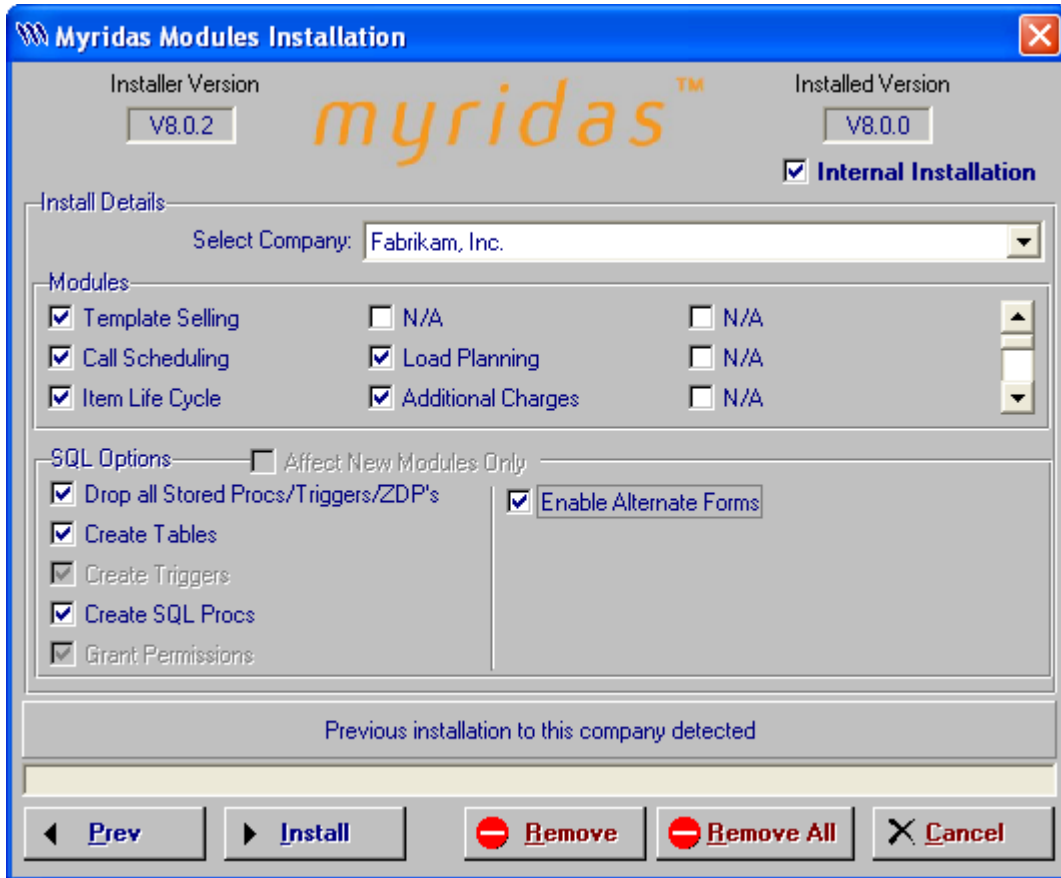 Myridas Modules Installation
Installer Version
V8.0.2
myridas™
Installed Version
V8.0.0
Internal Installation
Install Details
Select Company: Fabrikam, Inc.
Modules
Template Selling N/A N/A
Call Scheduling Load Planning N/A
Item Life Cycle Additional Charges N/A
SQL Options Affect New Modules Only
Drop all Stored Procs/Triggers/ZDP's Enable Alternate Forms
Create Tables
Create Triggers
Create SQL Procs
Grant Permissions
Previous installation to this company detected
Prev Install Remove Remove All Cancel